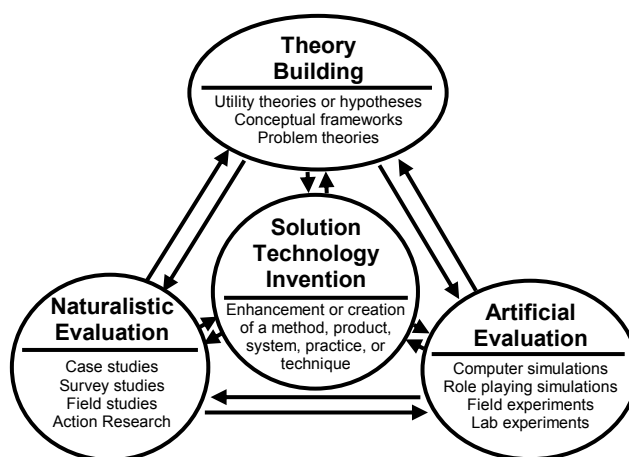 Theory
Building
Utility theories or hypotheses
Conceptual frameworks
Problem theories
Solution
Technology
Invention
Enhancement or creation
of a method, product,
system, practice, or
technique
Naturalistic
Evaluation
Case studies
Survey studies
Field studies
Action Research
Artificial
Evaluation
Computer simulations
Role playing simulations
Field experiments
Lab experiments